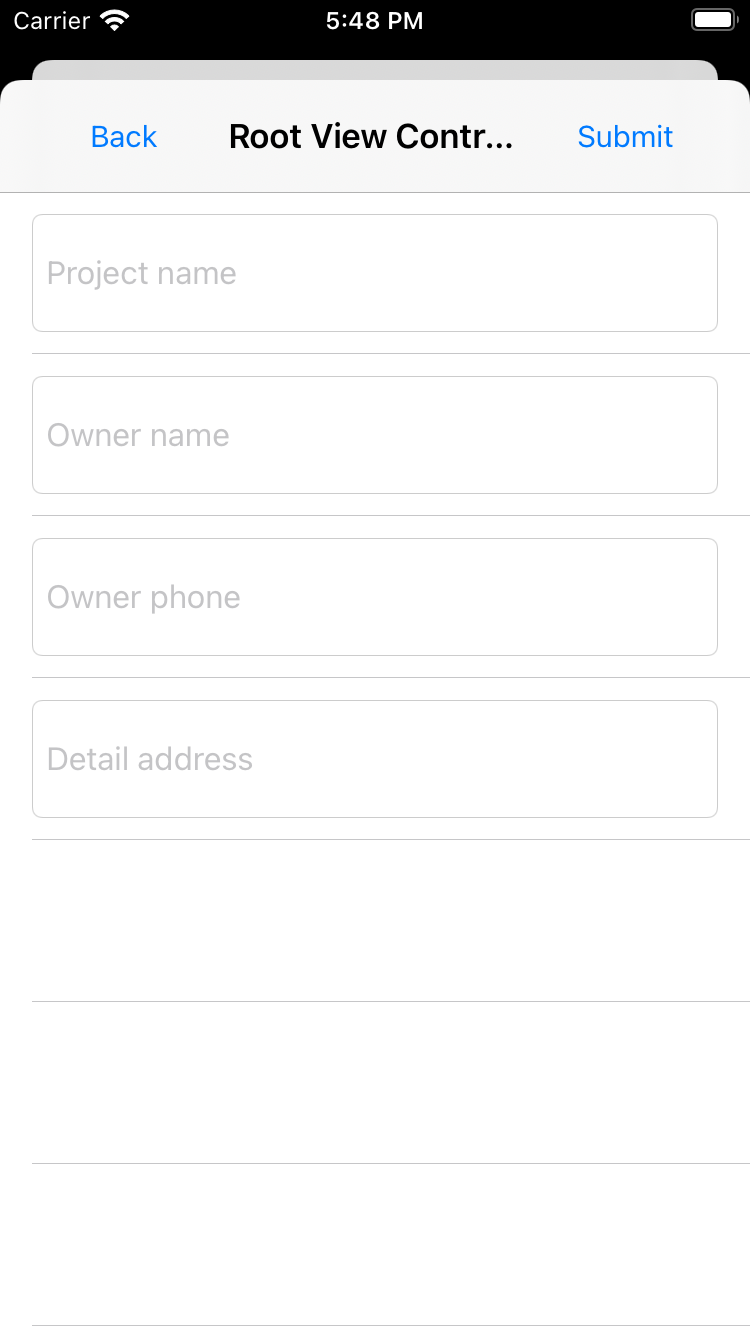 Carrier 5:48 PM
Back Root View Contr... Submit
Project name
Owner name
Owner phone
Detail address